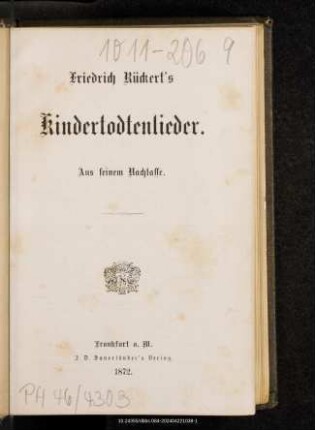 1011-206 9
Friedrich Rückert's
Kindertodtenlieder.
Aus seinem Nachlasse.
Frankfurt a. M.
J. D. Sauerländer's Verlag.
1872.
PA 46/4303